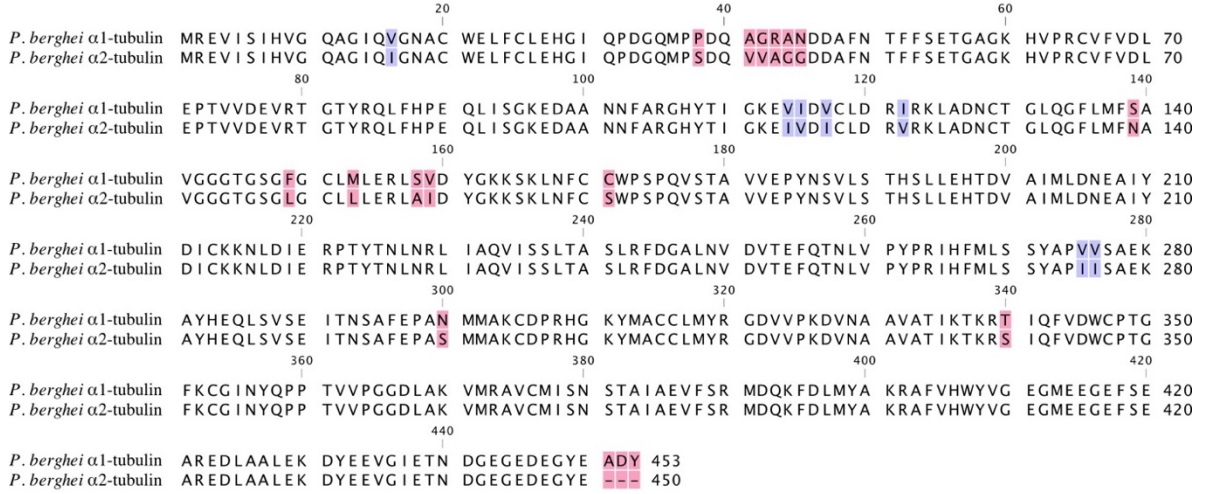 20 40 60
P. berghei α1-tubulin MREVISIHVG QAGIQVGNAC WELFCLEHGI QPDGQMPPDQ AGRANDDAFN TFFSETGAGK HVPRCVFVDL 70
P. berghei α2-tubulin MREVISIHVG QAGIQIGNAC WELFCLEHGI QPDGQMPSDQ VVAGGDDAFN TFFSETGAGK HVPRCVFVDL 70
80 100 120 140
P. berghei α1-tubulin EPTVVDEVRT GTYRQLFHPE QLISGKEDAA NNFARGHYTI GKEVIDVCLD RIRKLADNCT GLQGFLMFSA 140
P. berghei α2-tubulin EPTVVDEVRT GTYRQLFHPE QLISGKEDAA NNFARGHYTI GKEIVDICLD RVRKLADNCT GLQGFLMFNA 140
160 180 200
P. berghei α1-tubulin VGGGTGSGFG CLMLERLSVD YGKKSKLNFC CWPSPQVSTA VVEPYNSVLS THSLLEHTDV AIMLDNEAIY 210
P. berghei α2-tubulin VGGGTGSGLG CLLLERLAID YGKKSKLNFC SWPSPQVSTA VVEPYNSVLS THSLLEHTDV AIMLDNEAIY 210
220 240 260 280
P. berghei α1-tubulin DICKKNLDIE RPTYTNLNRL IAQVISSLTA SLRFDGALNV DVTEFQTNLV PYPRIHFMLS SYAPVVSAEK 280
P. berghei α2-tubulin DICKKNLDIE RPTYTNLNRL IAQVISSLTA SLRFDGALNV DVTEFQTNLV PYPRIHFMLS SYAPIISAEK 280
300 320 340
P. berghei α1-tubulin AYHEQLSVSE ITNSAFEPAN MMAKCDPRHG KYMACCLMYR GDVVPKDVNA AVATIKTKRT IQFVDWCPTG 350
P. berghei α2-tubulin AYHEQLSVSE ITNSAFEPAS MMAKCDPRHG KYMACCLMYR GDVVPKDVNA AVATIKTKRS IQFVDWCPTG 350
360 380 400 420
P. berghei α1-tubulin FKCGINYQPP TVVPGGDLAK VMRAVCMISN STAIAEVFSR MDQKFDLMYA KRAFVHWYVG EGMEEGEFSE 420
P. berghei α2-tubulin FKCGINYQPP TVVPGGDLAK VMRAVCMISN STAIAEVFSR MDQKFDLMYA KRAFVHWYVG EGMEEGEFSE 420
440
P. berghei α1-tubulin AREDLAALEK DYEEVGIETN DGEGEDEGYE ADY 453
P. berghei α2-tubulin AREDLAALEK DYEEVGIETN DGEGEDEGYE --- 450